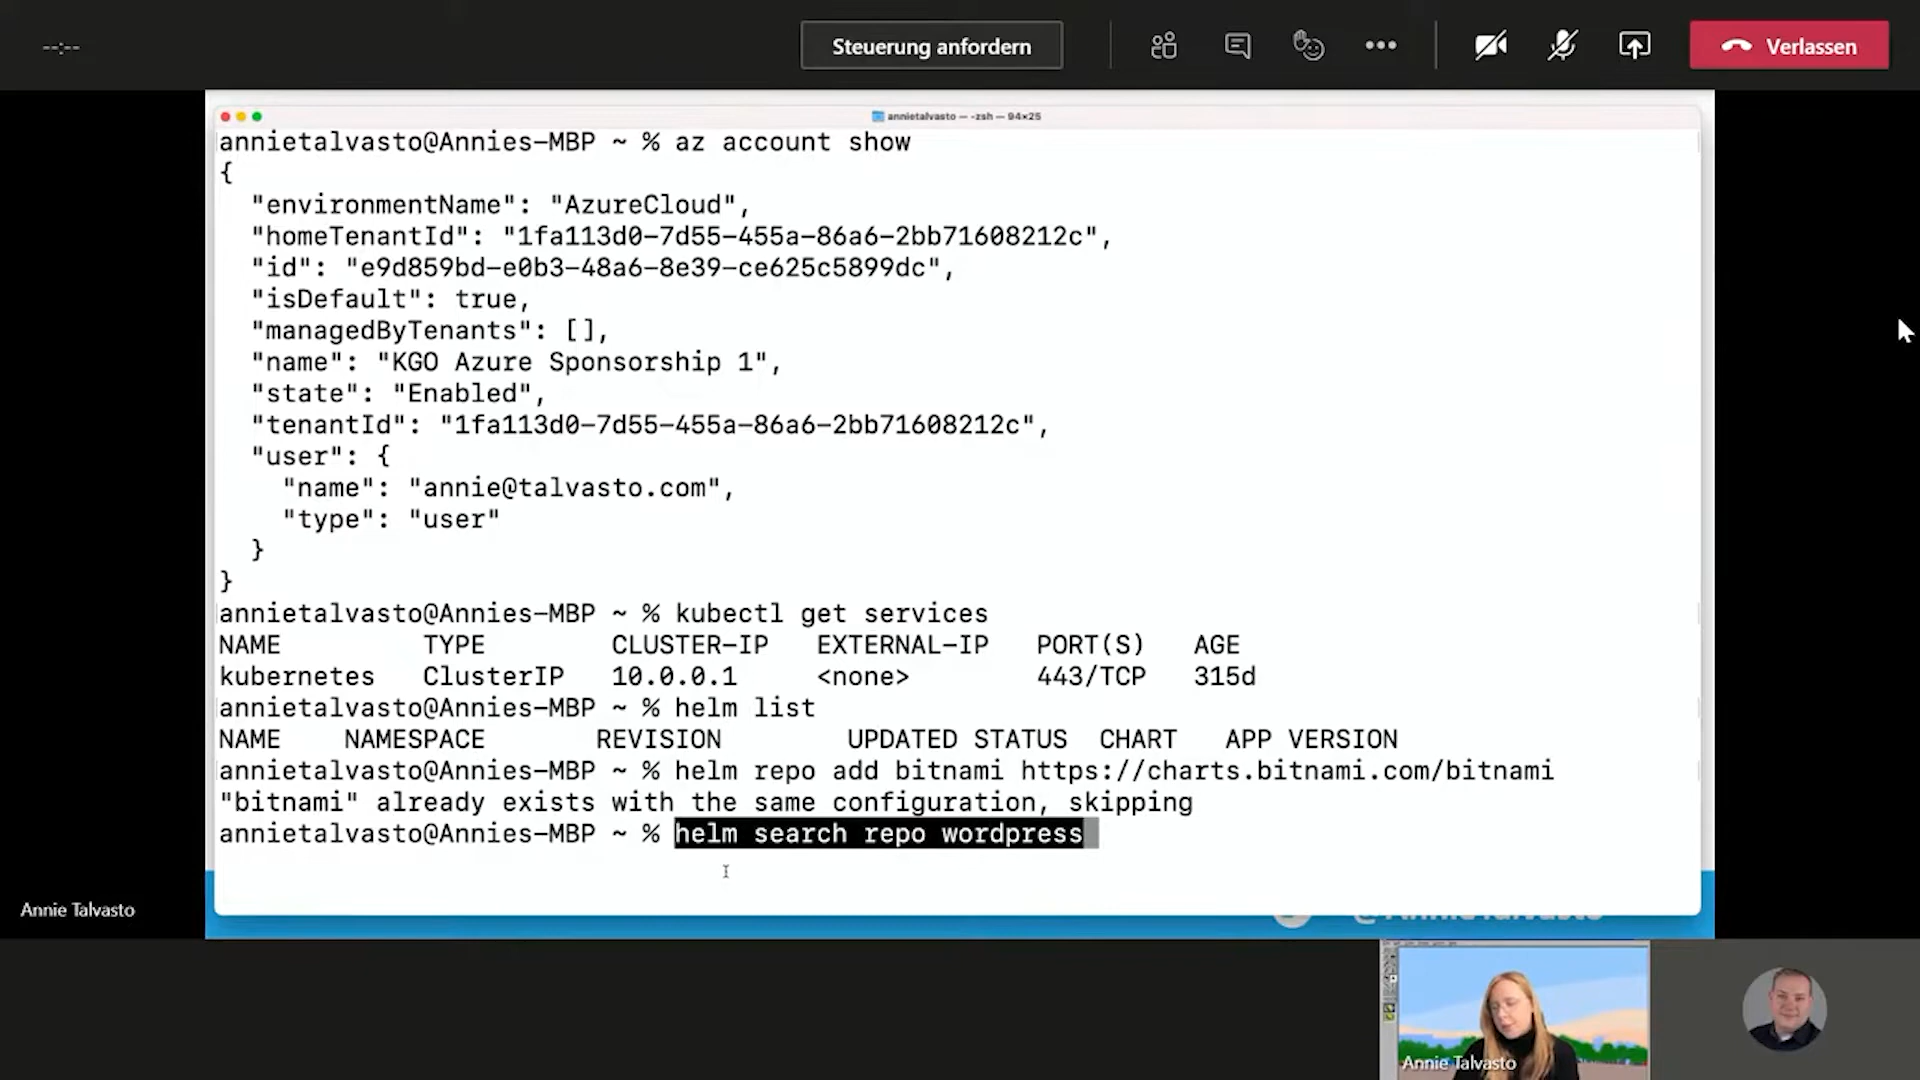 --:--
Steuerung anfordern
Verlassen
annietalvasto — -zsh — 94×25
annietalvasto@Annies-MBP ~ % az account show
{
"environmentName": "AzureCloud",
"homeTenantId": "1fa113d0-7d55-455a-86a6-2bb71608212c",
"id": "e9d859bd-e0b3-48a6-8e39-ce625c5899dc",
"isDefault": true,
"managedByTenants": [],
"name": "KGO Azure Sponsorship 1",
"state": "Enabled",
"tenantId": "1fa113d0-7d55-455a-86a6-2bb71608212c",
"user": {
"name": "annie@talvasto.com",
"type": "user"
}
}
annietalvasto@Annies-MBP ~ % kubectl get services
NAME TYPE CLUSTER-IP EXTERNAL-IP PORT(S) AGE
kubernetes ClusterIP 10.0.0.1 <none> 443/TCP 315d
annietalvasto@Annies-MBP ~ % helm list
NAME NAMESPACE REVISION UPDATED STATUS CHART APP VERSION
annietalvasto@Annies-MBP ~ % helm repo add bitnami https://charts.bitnami.com/bitnami
"bitnami" already exists with the same configuration, skipping
annietalvasto@Annies-MBP ~ % helm search repo wordpress
Annie Talvasto
Annie Talvasto